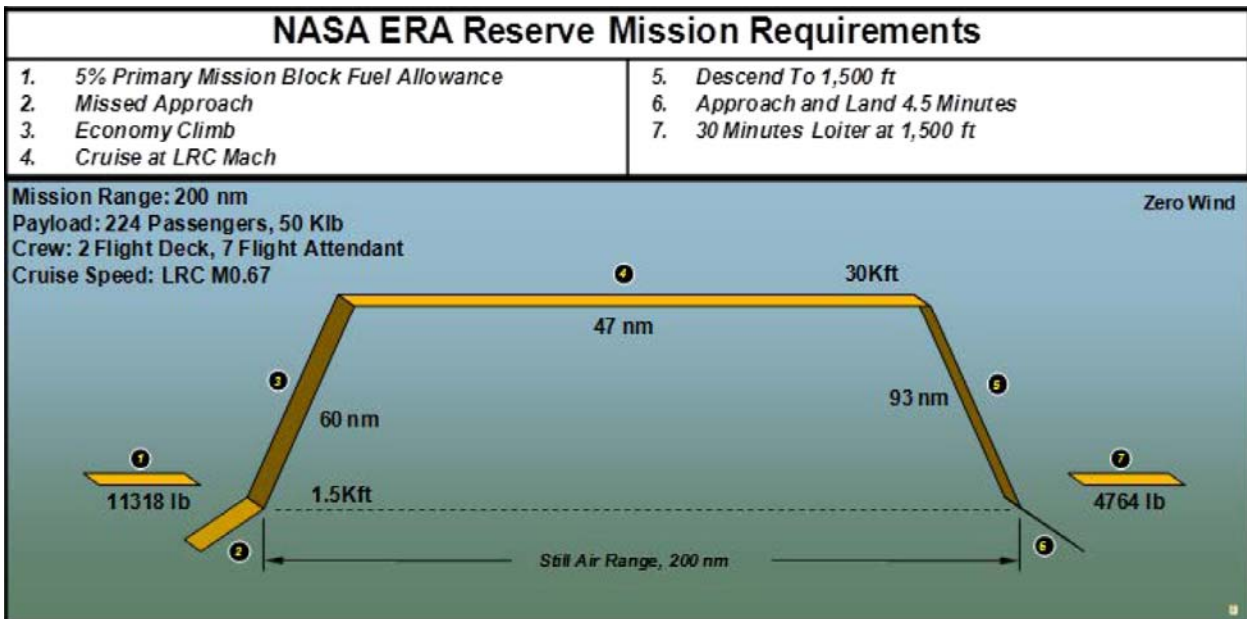 NASA ERA Reserve Mission Requirements
1. 5% Primary Mission Block Fuel Allowance
2. Missed Approach
3. Economy Climb
4. Cruise at LRC Mach
5. Descend To 1,500 ft
6. Approach and Land 4.5 Minutes
7. 30 Minutes Loiter at 1,500 ft
Mission Range: 200 nm
Payload: 224 Passengers, 50 Klb
Crew: 2 Flight Deck, 7 Flight Attendant
Cruise Speed: LRC M0.67
Zero Wind
4
30Kft
47 nm
3
60 nm
93 nm
5
1
11318 lb
1.5Kft
7
4764 lb
2
Still Air Range, 200 nm
6